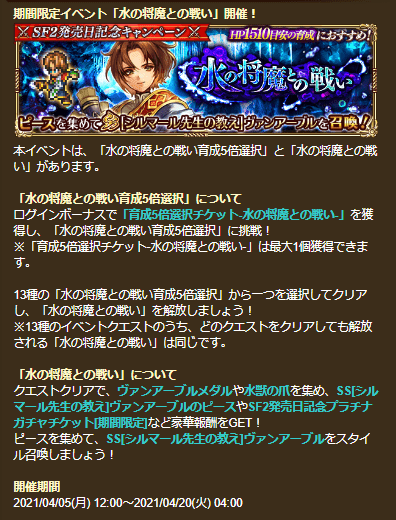 期間限定イベント「水の将魔との戦い」開催！
SF2発売日記念キャンペーン
HP1510目安の育成におすすめ!
水の将魔との戦い
ピースを集めてSS[シルマール先生の教え]ヴァンアーブルを召喚!!
本イベントは、「水の将魔との戦い育成5倍選択」と「水の将魔との戦
い」があります。
「水の将魔との戦い育成5倍選択」について
ログインボーナスで「育成5倍選択チケット-水の将魔との戦い-」を獲
得し、「水の将魔との戦い育成5倍選択」に挑戦！
※「育成5倍選択チケット-水の将魔との戦い-」は最大1個獲得できま
す。
13種の「水の将魔との戦い育成5倍選択」から一つを選択してクリア
し、「水の将魔との戦い」を解放しましょう！
※13種のイベントクエストのうち、どのクエストをクリアしても解放
される「水の将魔との戦い」は同じです。
「水の将魔との戦い」について
クエストクリアで、ヴァンアーブルメダルや水獣の爪を集め、SS[シル
マール先生の教え]ヴァンアーブルのピースやSF2発売日記念プラチナ
ガチャチケット[期間限定]など豪華報酬をGET！
ピースを集めて、SS[シルマール先生の教え]ヴァンアーブルをスタイ
ル召喚しましょう！
開催期間
2021/04/05(月) 12:00～2021/04/20(火) 04:00